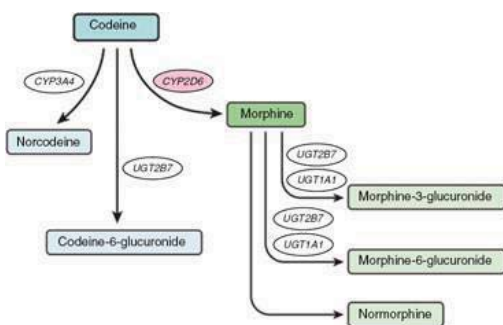 Codeine
CYP3A4
CYP2D6
Morphine
Norcodeine
UGT2B7
UGT2B7
UGT1A1
Morphine-3-glucuronide
UGT2B7
UGT1A1
Codeine-6-glucuronide
Morphine-6-glucuronide
Normorphine